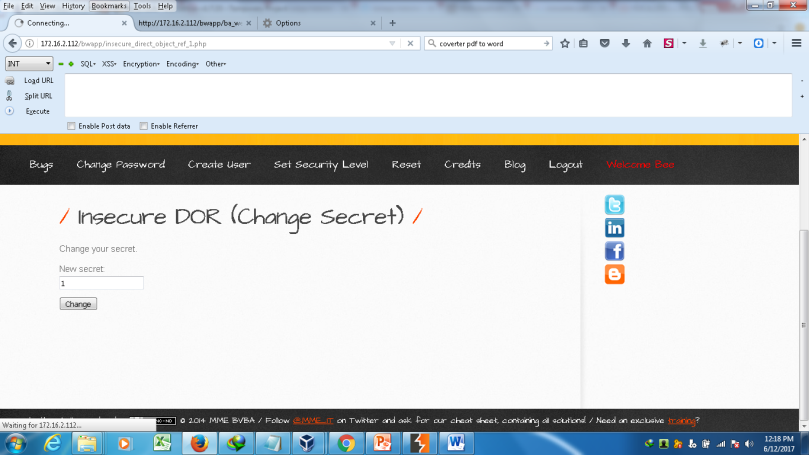 File Edit View History Bookmarks Tools Help
Connecting... http://172.16.2.112/bwapp/ba_w Options
172.16.2.112/bwapp/insecure_direct_object_ref_1.php coverter pdf to word
INT SQL XSS Encryption Encoding Other
Load URL
Split URL
Execute
Enable Post data Enable Referrer
Bugs Change Password Create User Set Security Level Reset Credits Blog Logout Welcome Bee
/ Insecure DOR (Change Secret) /
Change your secret.
New secret:
1
Change
© 2014 MME BVBA / Follow @MME_IT on Twitter and ask for our cheat sheet, containing all solutions! / Need an exclusive training?
Waiting for 172.16.2.112...
12:18 PM
6/12/2017